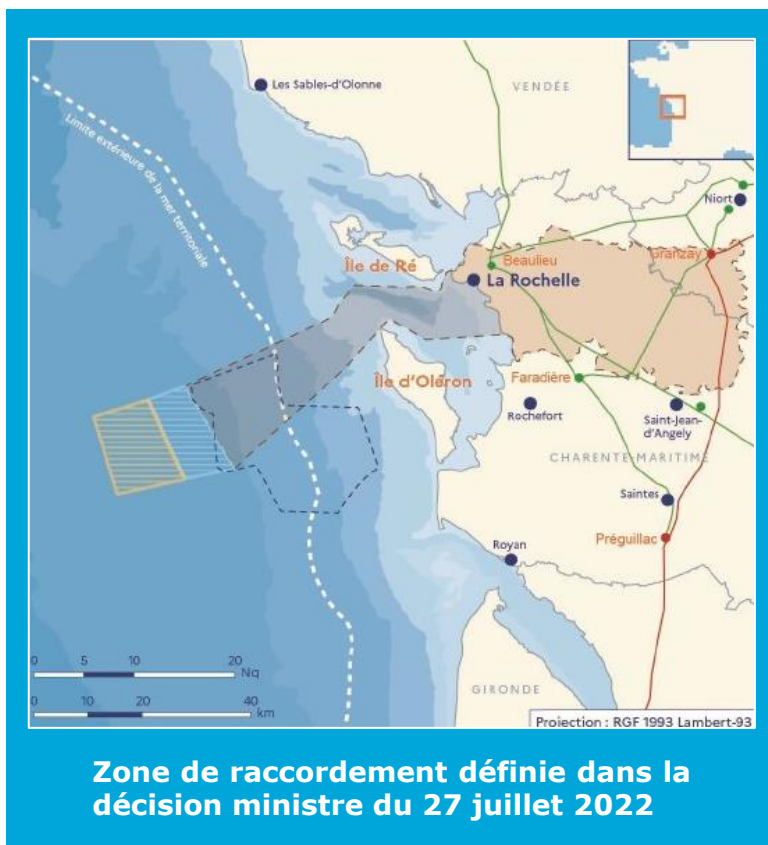 Les Sables-d'Olonne
VENDÉE
Limite extérieure de la mer territoriale
Niort
Île de Ré
Beaulieu
Granzay
La Rochelle
Île d'Oléron
Faradière
Rochefort
Saint-Jean-
d'Angely
CHARENTE-MARITIME
Saintes
Préguillac
Royan
0 5 10 20
Nq
GIRONDE
0 10 20 40
km
Projection : RGF 1993 Lambert-93
Zone de raccordement définie dans la
décision ministre du 27 juillet 2022